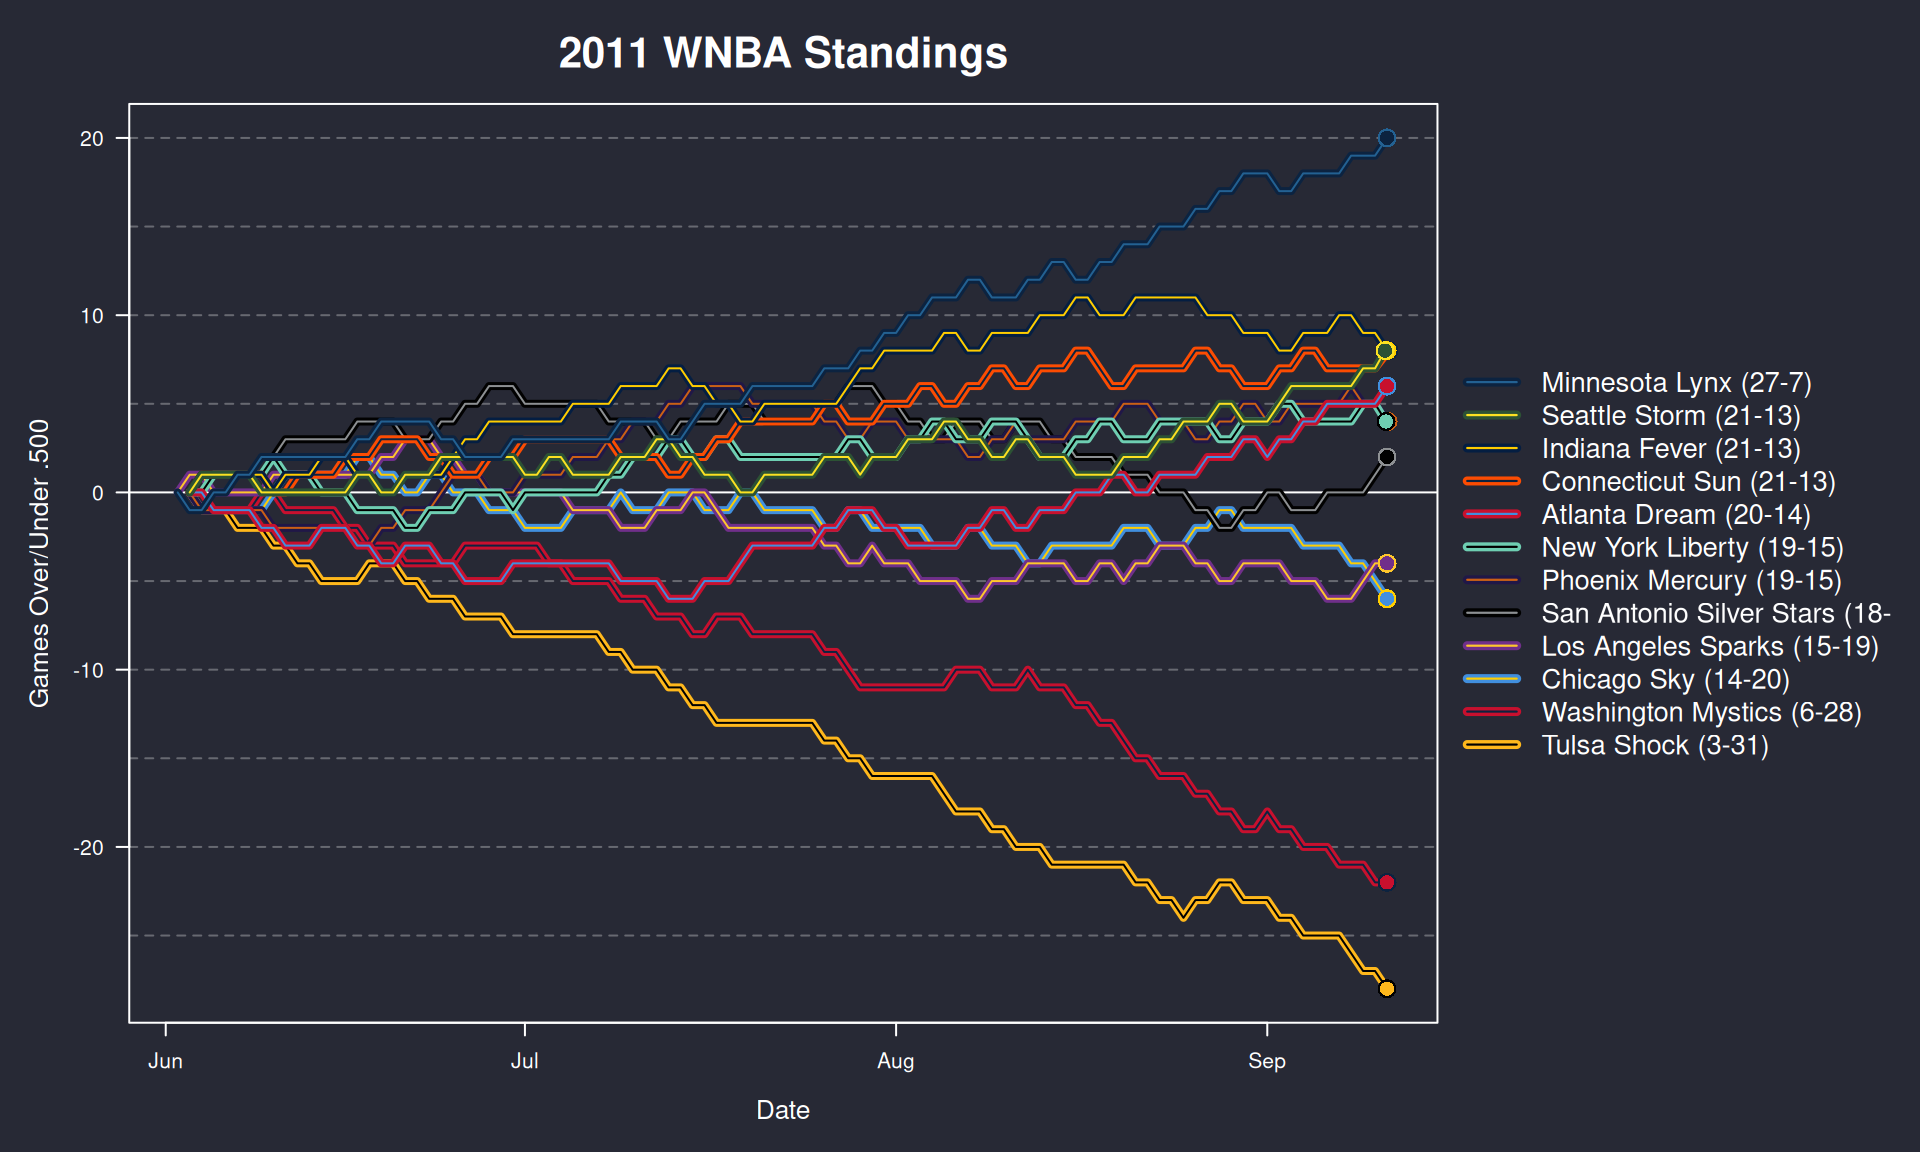 2011 WNBA Standings
Games Over/Under .500
20
10
0
-10
-20
Jun
Jul
Aug
Sep
Date
Minnesota Lynx (27-7)
Seattle Storm (21-13)
Indiana Fever (21-13)
Connecticut Sun (21-13)
Atlanta Dream (20-14)
New York Liberty (19-15)
Phoenix Mercury (19-15)
San Antonio Silver Stars (18-
Los Angeles Sparks (15-19)
Chicago Sky (14-20)
Washington Mystics (6-28)
Tulsa Shock (3-31)